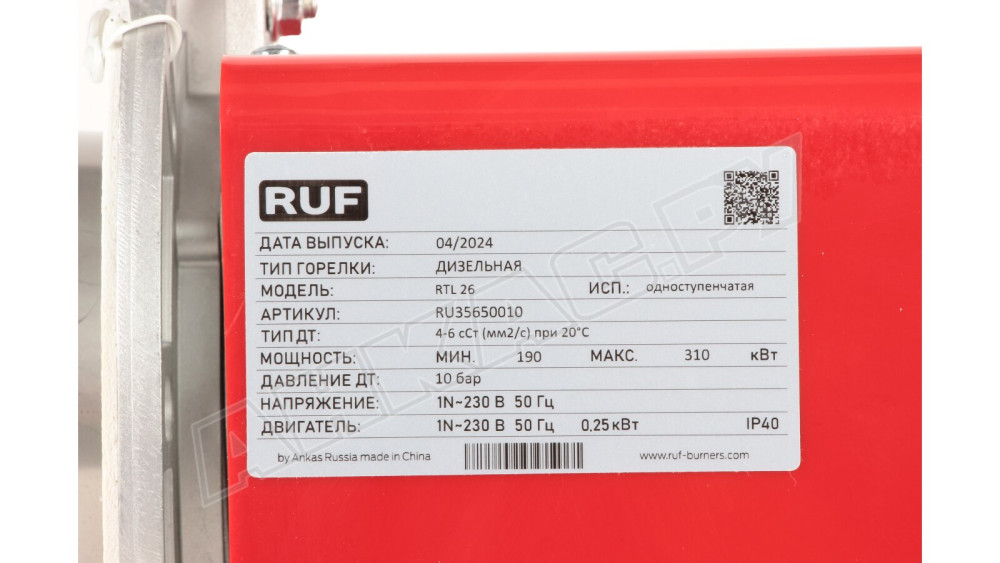 RUF
ДАТА ВЫПУСКА: 04/2024
ТИП ГОРЕЛКИ: ДИЗЕЛЬНАЯ
МОДЕЛЬ: RTL 26 ИСП.: одноступенчатая
АРТИКУЛ: RU35650010
ТИП ДТ: 4-6 сСт (мм2/с) при 20°С
МОЩНОСТЬ: МИН. 190 МАКС. 310 кВт
ДАВЛЕНИЕ ДТ: 10 бар
НАПРЯЖЕНИЕ: 1N~230 В 50 Гц
ДВИГАТЕЛЬ: 1N~230 В 50 Гц 0,25 кВт IP40
by Ankas Russia made in China www.ruf-burners.com